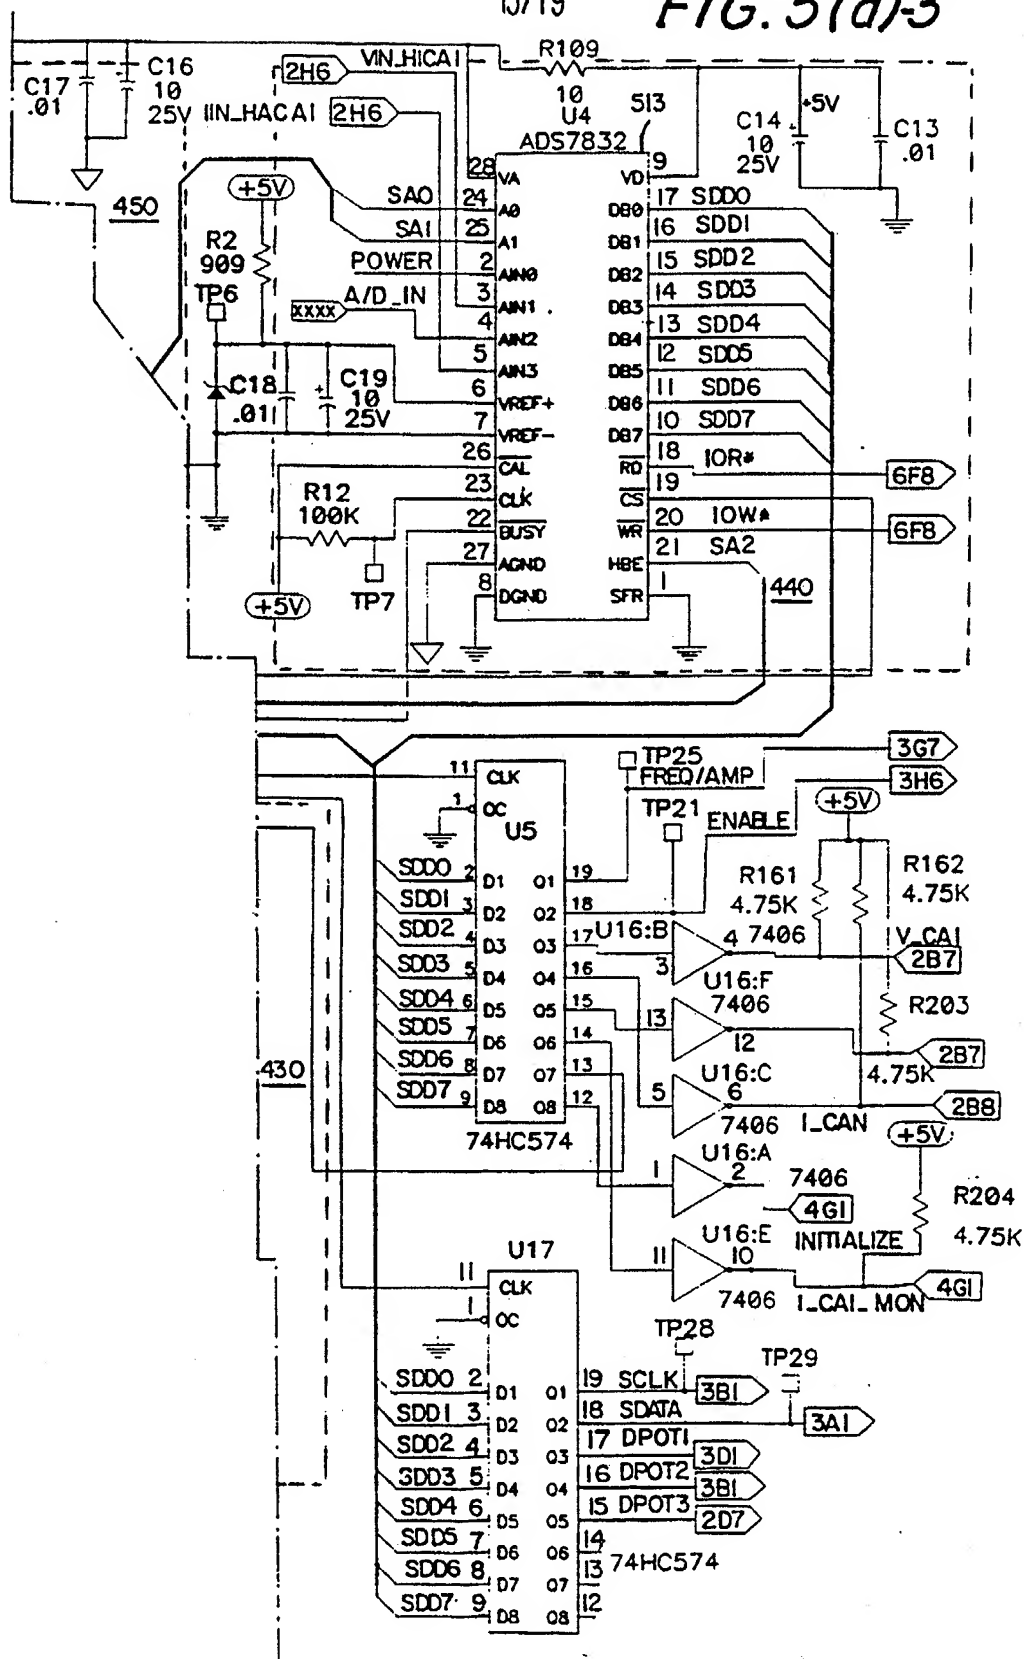 15/19
FIG. 5(d)-3
C17
.01
C16
10
25V
2H6
VIN_HICAI
IIN_HACAI
2H6
R109
10
U4
ADS7832
513
C14
10
25V
+5V
C13
.01
450
+5V
R2
909
TP6
SA0
SA1
POWER
A/D_IN
XXXX
C18
.01
C19
10
25V
R12
100K
TP7
+5V
28 VA
24 A0
25 A1
2 AIN0
3 AIN1
4 AIN2
5 AIN3
6 VREF+
7 VREF-
26 CAL
23 CLK
22 BUSY
27 AGND
8 DGND
VD 9
DB0 17 SDD0
DB1 16 SDD1
DB2 15 SDD2
DB3 14 SDD3
DB4 13 SDD4
DB5 12 SDD5
DB6 11 SDD6
DB7 10 SDD7
RD 18 IOR* 6F8
CS 19
WR 20 IOW* 6F8
HBE 21 SA2
SFR 1
440
TP25
FREQ/AMP
3G7
3H6
TP21
ENABLE
+5V
11 CLK
1 OC
U5
SDD0 2 D1 Q1 19
SDD1 3 D2 Q2 18
SDD2 4 D3 Q3 17
SDD3 5 D4 Q4 16
SDD4 6 D5 Q5 15
SDD5 7 D6 Q6 14
SDD6 8 D7 Q7 13
SDD7 9 D8 Q8 12
74HC574
430
R161
4.75K
R162
4.75K
U16:B
3
4 7406
V_CAI
2B7
U16:F
7406
13
12
R203
4.75K
2B7
U16:C
5
6
7406
I_CAN
2B8
+5V
U16:A
1
2
7406
4G1
R204
4.75K
U16:E
11
10
7406
INITIALIZE
I_CAI_MON
4G1
U17
11 CLK
1 OC
TP28
TP29
SDD0 2 D1 Q1 19 SCLK 3B1
SDD1 3 D2 Q2 18 SDATA 3A1
SDD2 4 D3 Q3 17 DPOT1 3D1
SDD3 5 D4 Q4 16 DPOT2 3B1
SDD4 6 D5 Q5 15 DPOT3 2D7
SDD5 7 D6 Q6 14
SDD6 8 D7 Q7 13
SDD7 9 D8 Q8 12
74HC574